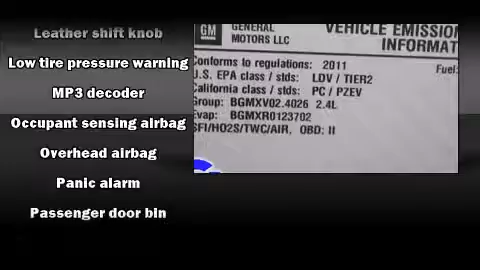 Leather shift knob
Low tire pressure warning
MP3 decoder
Occupant sensing airbag
Overhead airbag
Panic alarm
Passenger door bin
GM
GENERAL
MOTORS LLC
VEHICLE EMISSION
INFORMAT
Conforms to regulations: 2011
Fuel:
U.S. EPA class / stds: LDV / TIER2
California class / stds: PC / PZEV
Group: BGMXV02.4026 2.4L
Evap: BGMXR0123702
SFI/HO2S/TWC/AIR, OBD: II